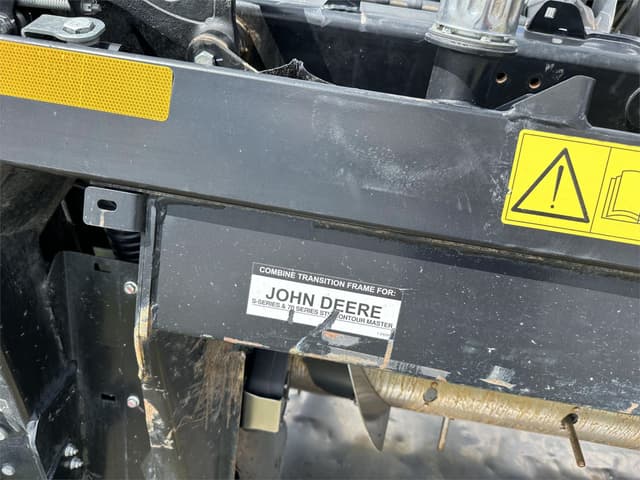 COMBINE TRANSITION FRAME FOR:
JOHN DEERE
S-SERIES & 70 SERIES STS CONTOUR MASTER